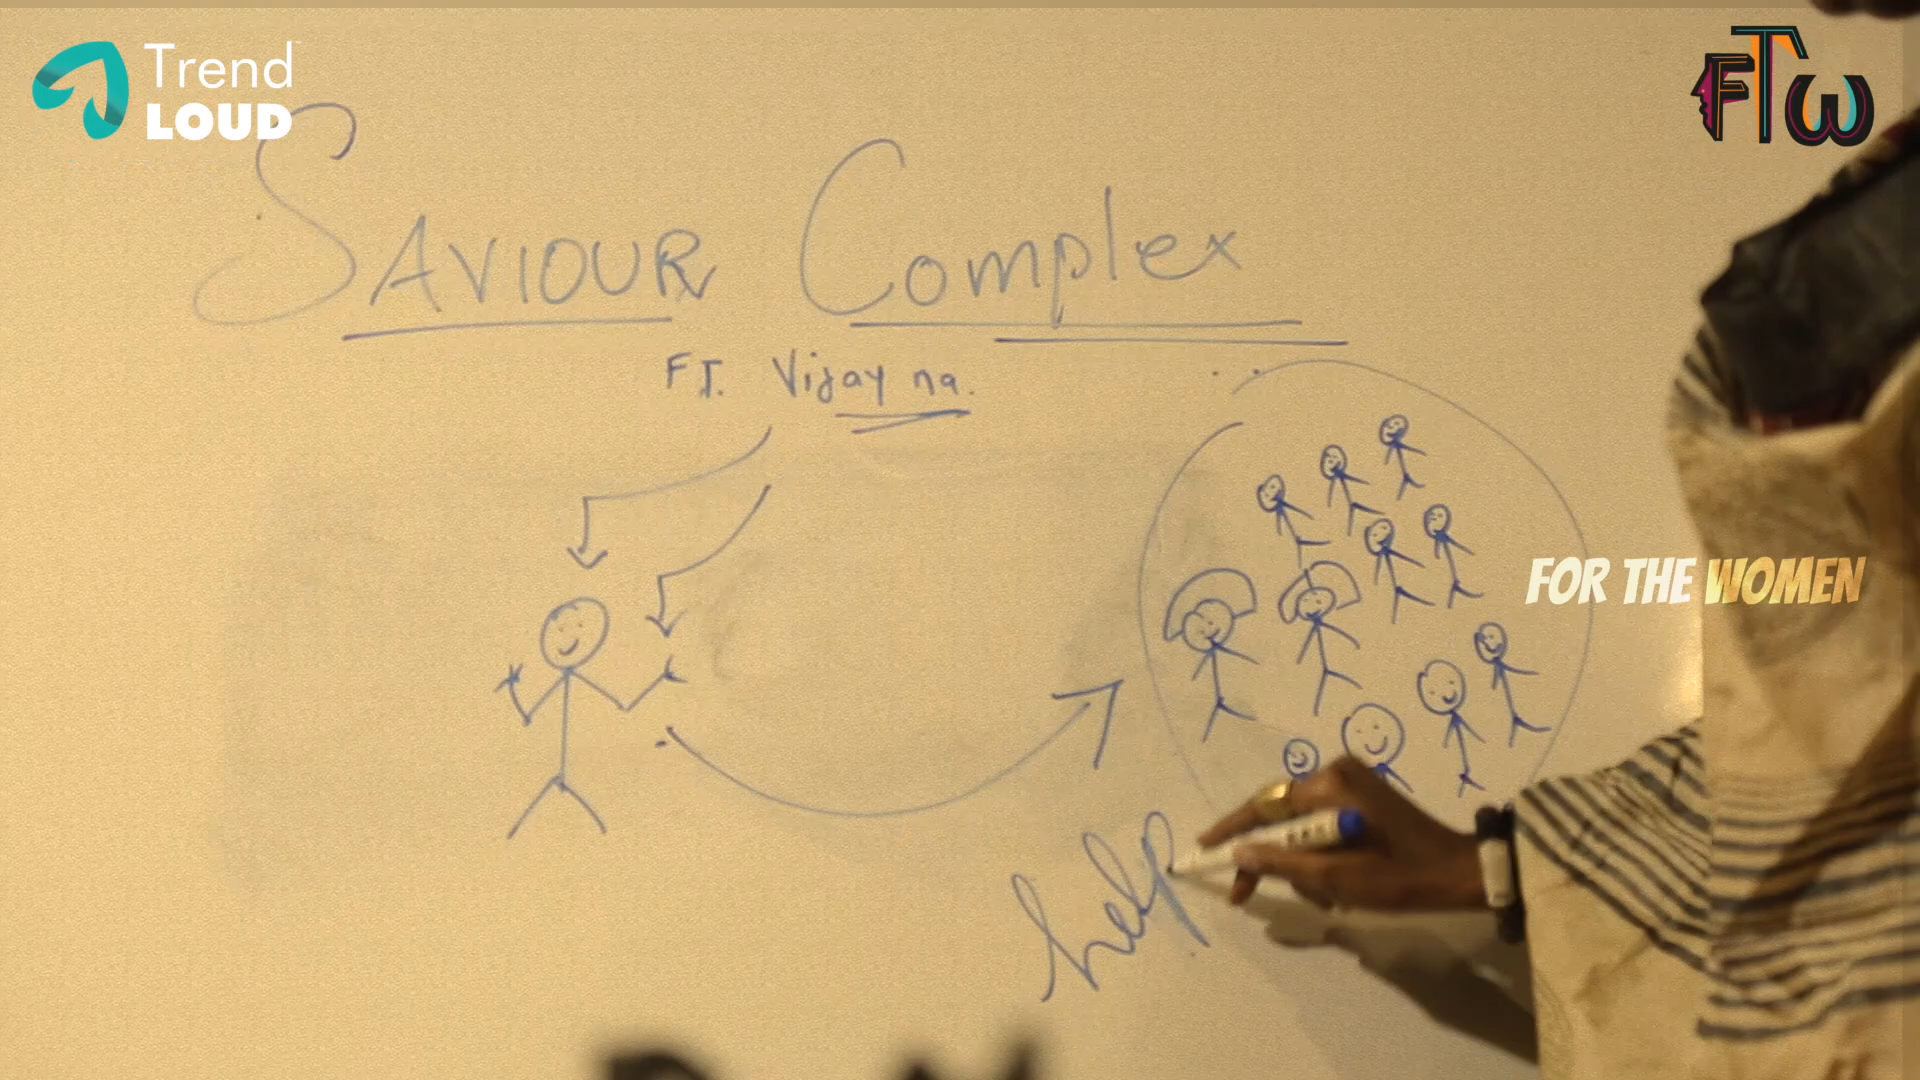 Trend
LOUD
FTW
SAVIOUR Complex
FT. Vijay na.
FOR THE WOMEN
help